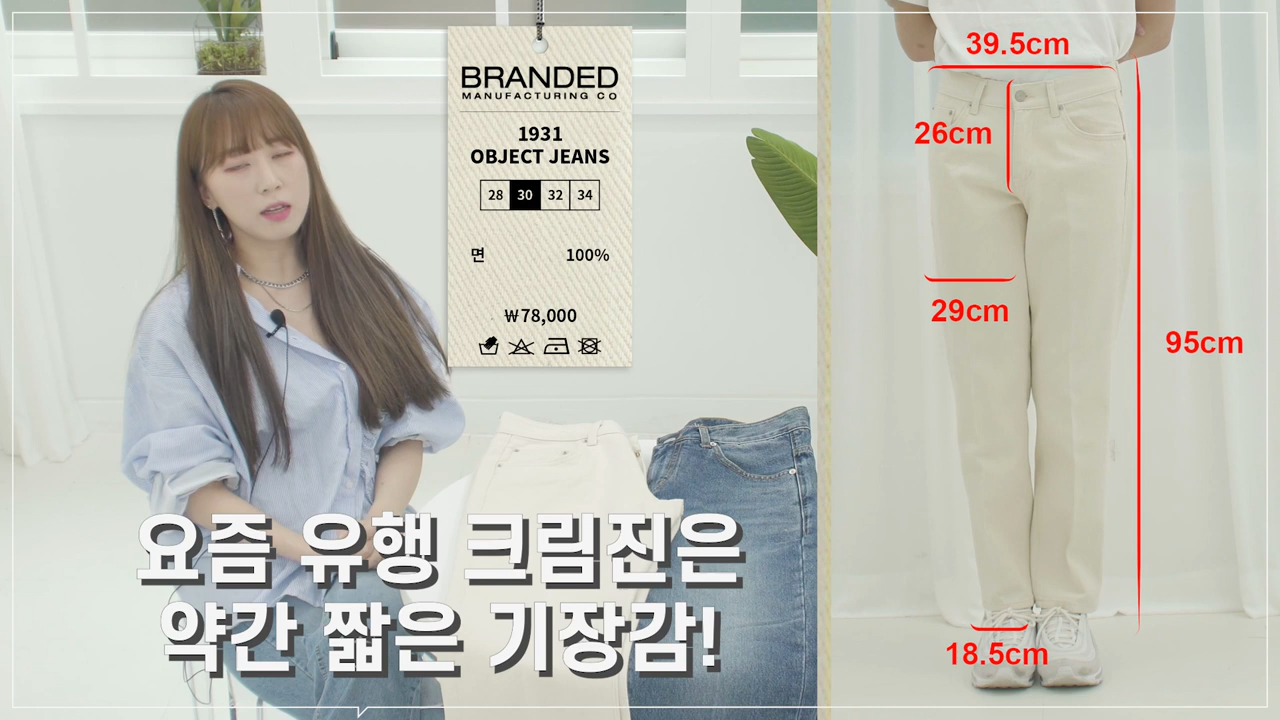 BRANDED
MANUFACTURING CO
1931
OBJECT JEANS
28 30 32 34
면 100%
₩78,000
요즘 유행 크림진은
약간 짧은 기장감!
39.5cm
26cm
29cm
95cm
18.5cm